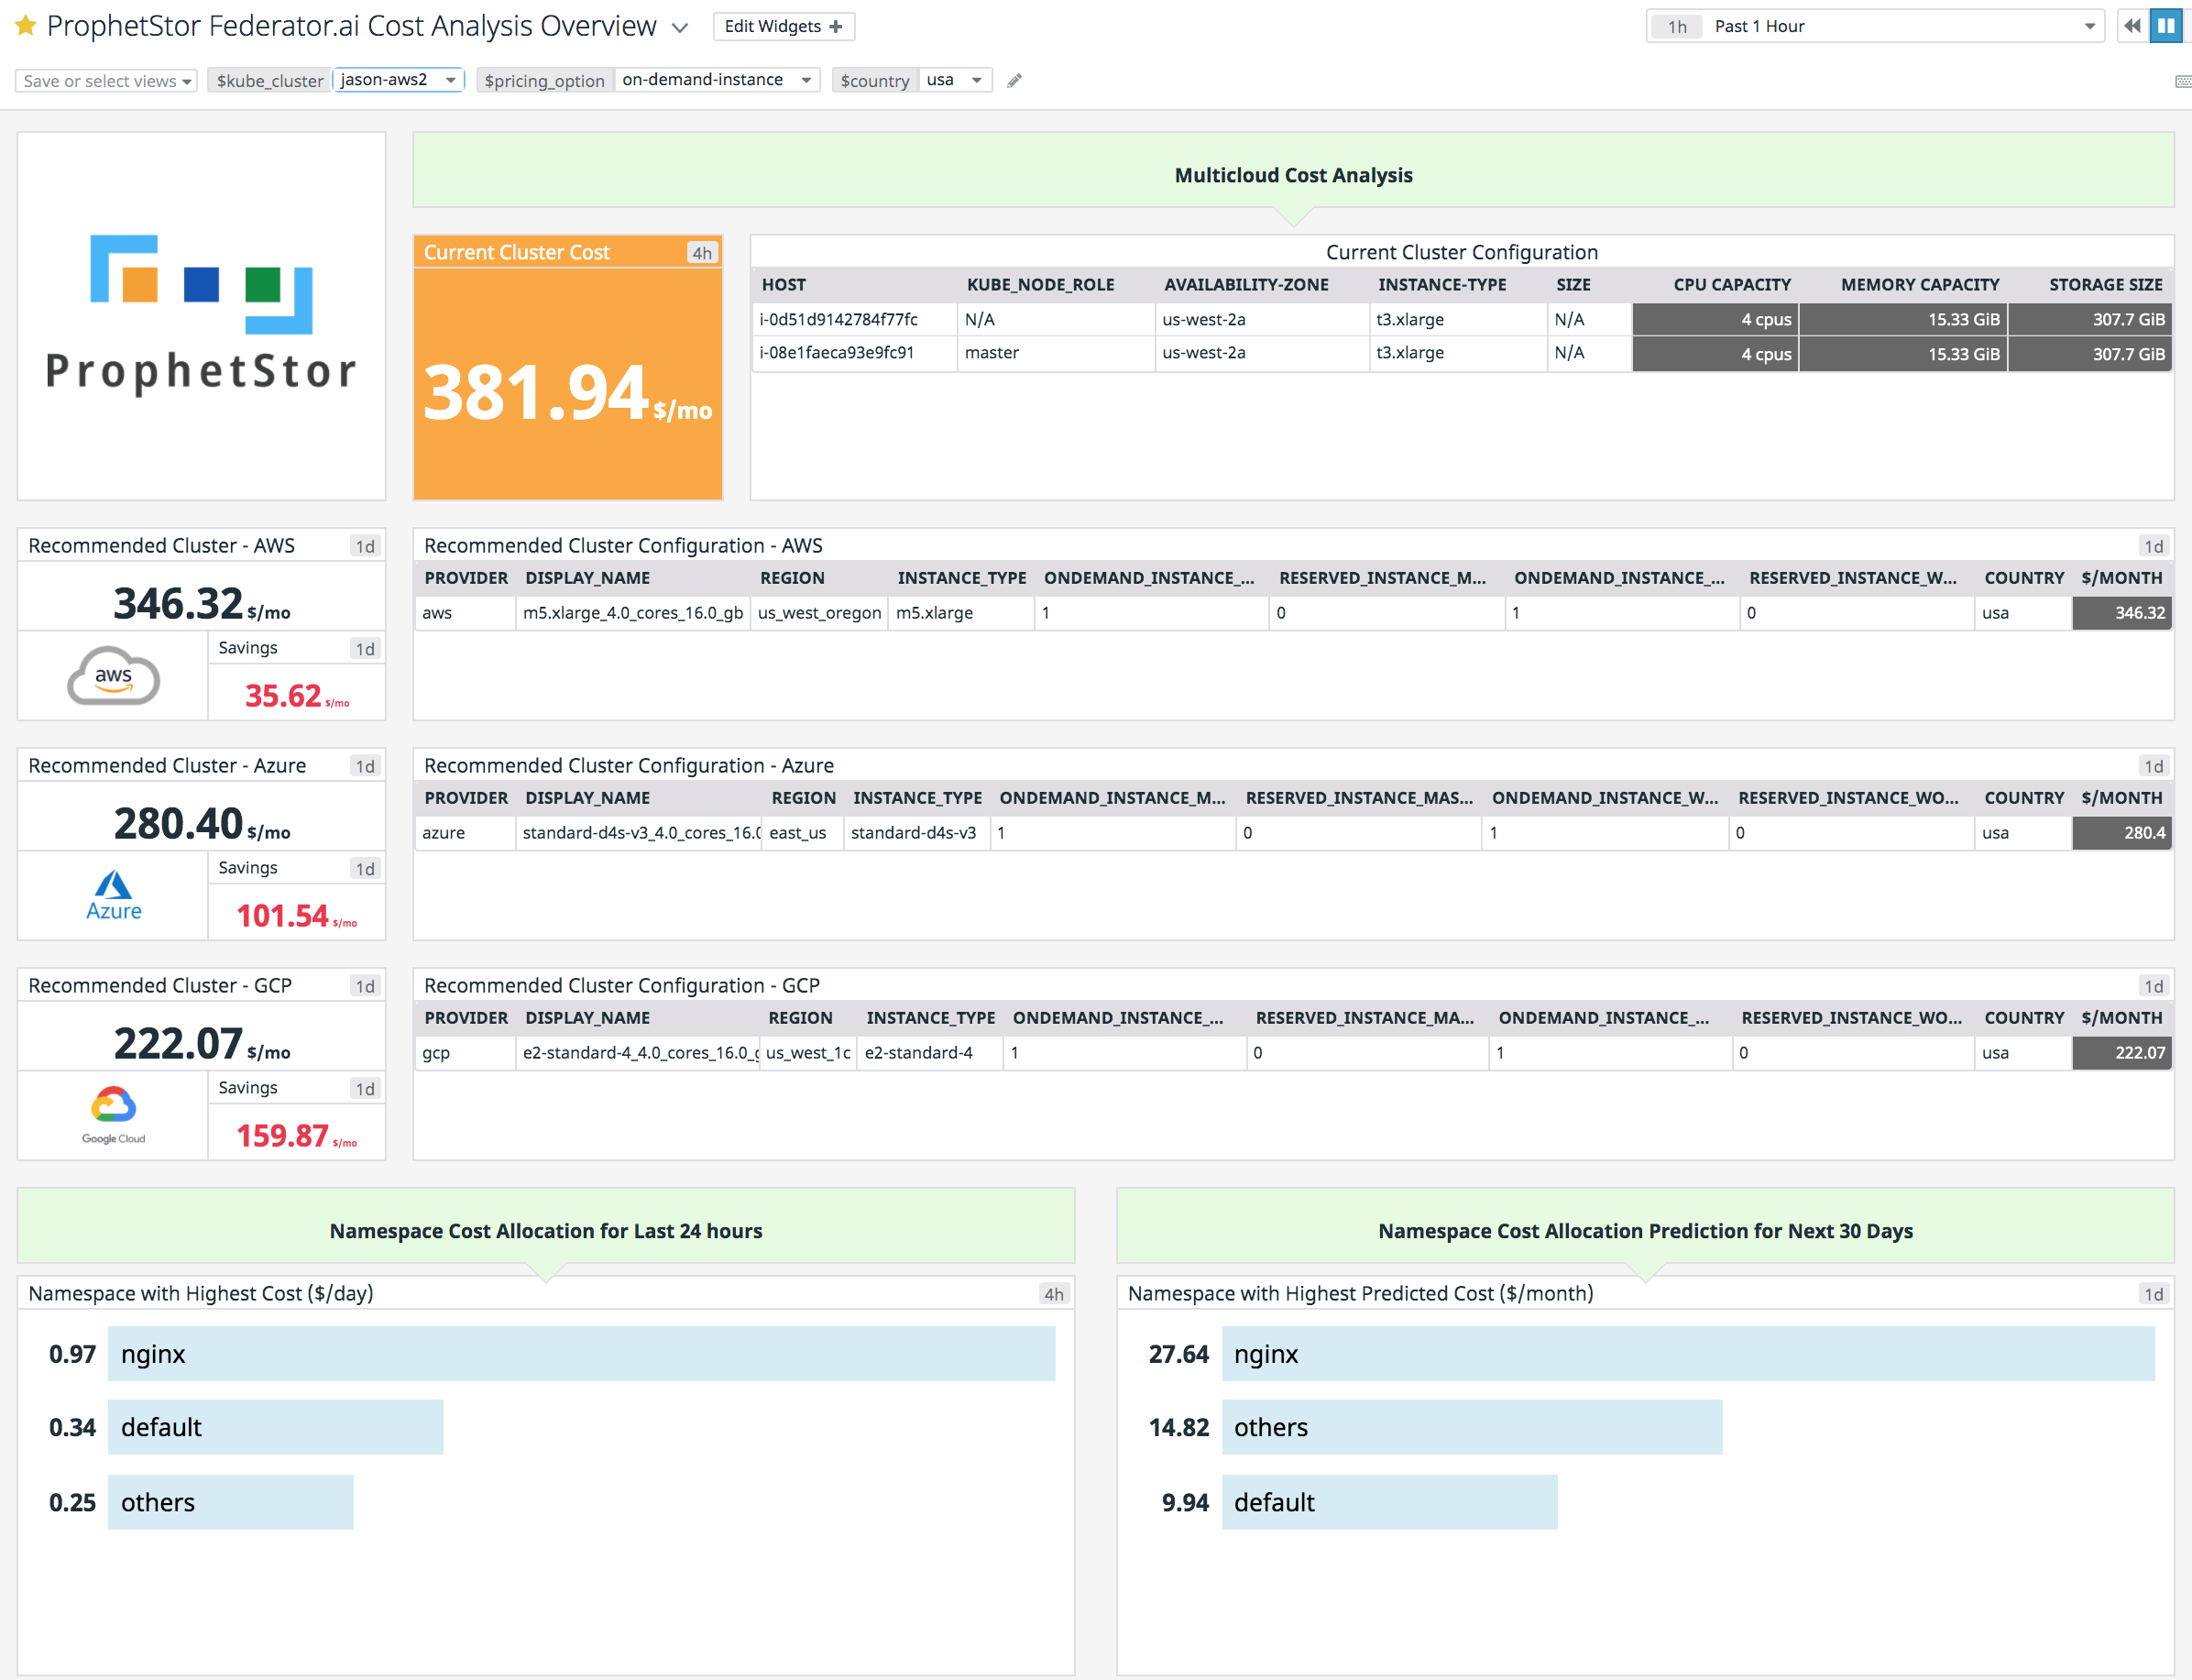 ProphetStor Federator.ai Cost Analysis Overview
Edit Widgets
1h Past 1 Hour
Save or select views
$kube_cluster jason-aws2
$pricing_option on-demand-instance
$country usa
ProphetStor
Multicloud Cost Analysis
Current Cluster Cost 4h
381.94 $/mo
Current Cluster Configuration
HOST KUBE_NODE_ROLE AVAILABILITY-ZONE INSTANCE-TYPE SIZE CPU CAPACITY MEMORY CAPACITY STORAGE SIZE
i-0d51d9142784f77fc N/A us-west-2a t3.xlarge N/A 4 cpus 15.33 GiB 307.7 GiB
i-08e1faeca93e9fc91 master us-west-2a t3.xlarge N/A 4 cpus 15.33 GiB 307.7 GiB
Recommended Cluster - AWS 1d
346.32 $/mo
aws
Savings 1d
35.62 $/mo
Recommended Cluster Configuration - AWS 1d
PROVIDER DISPLAY_NAME REGION INSTANCE_TYPE ONDEMAND_INSTANCE_... RESERVED_INSTANCE_M... ONDEMAND_INSTANCE_... RESERVED_INSTANCE_W... COUNTRY $/MONTH
aws m5.xlarge_4.0_cores_16.0_gb us_west_oregon m5.xlarge 1 0 1 0 usa 346.32
Recommended Cluster - Azure 1d
280.40 $/mo
Azure
Savings 1d
101.54 $/mo
Recommended Cluster Configuration - Azure 1d
PROVIDER DISPLAY_NAME REGION INSTANCE_TYPE ONDEMAND_INSTANCE_M... RESERVED_INSTANCE_MAS... ONDEMAND_INSTANCE_W... RESERVED_INSTANCE_WO... COUNTRY $/MONTH
azure standard-d4s-v3_4.0_cores_16.0 east_us standard-d4s-v3 1 0 1 0 usa 280.4
Recommended Cluster - GCP 1d
222.07 $/mo
Google Cloud
Savings 1d
159.87 $/mo
Recommended Cluster Configuration - GCP 1d
PROVIDER DISPLAY_NAME REGION INSTANCE_TYPE ONDEMAND_INSTANCE_... RESERVED_INSTANCE_MA... ONDEMAND_INSTANCE_... RESERVED_INSTANCE_WO... COUNTRY $/MONTH
gcp e2-standard-4_4.0_cores_16.0_g us_west_1c e2-standard-4 1 0 1 0 usa 222.07
Namespace Cost Allocation for Last 24 hours
Namespace with Highest Cost ($/day) 4h
0.97 nginx
0.34 default
0.25 others
Namespace Cost Allocation Prediction for Next 30 Days
Namespace with Highest Predicted Cost ($/month) 1d
27.64 nginx
14.82 others
9.94 default